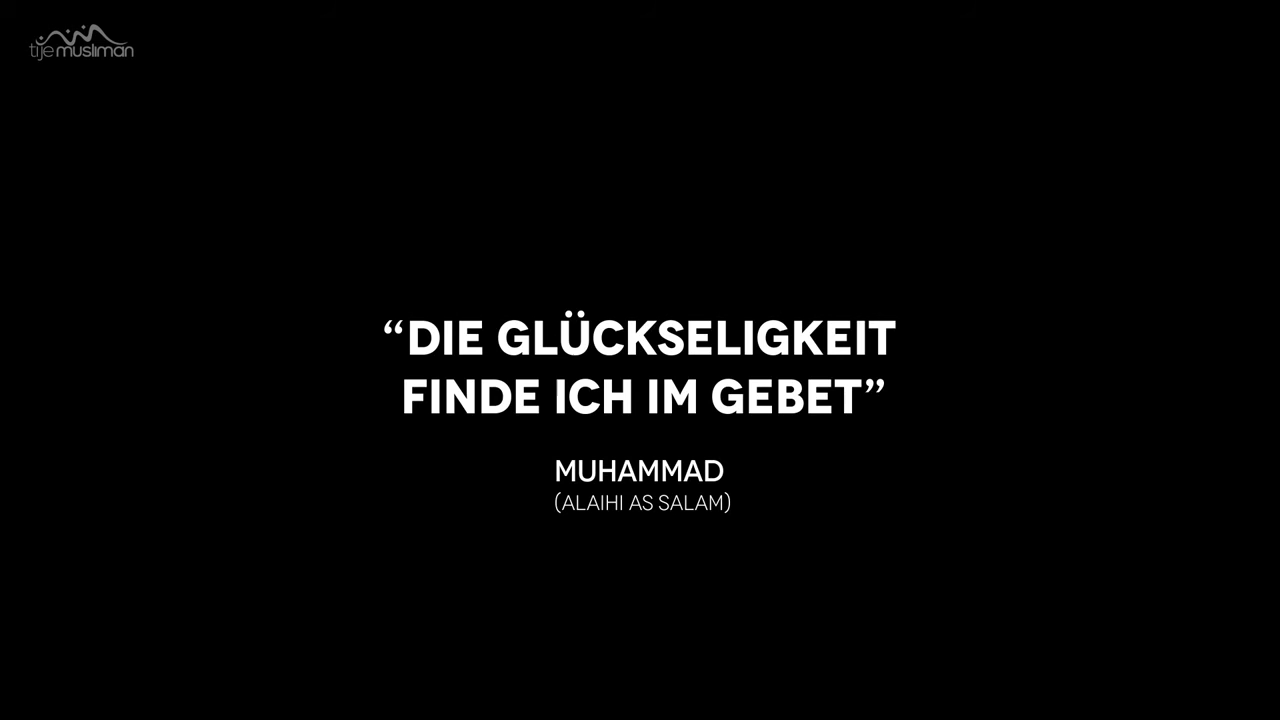 tijemusliman
“DIE GLÜCKSELIGKEIT
FINDE ICH IM GEBET”
MUHAMMAD
(ALAIHI AS SALAM)